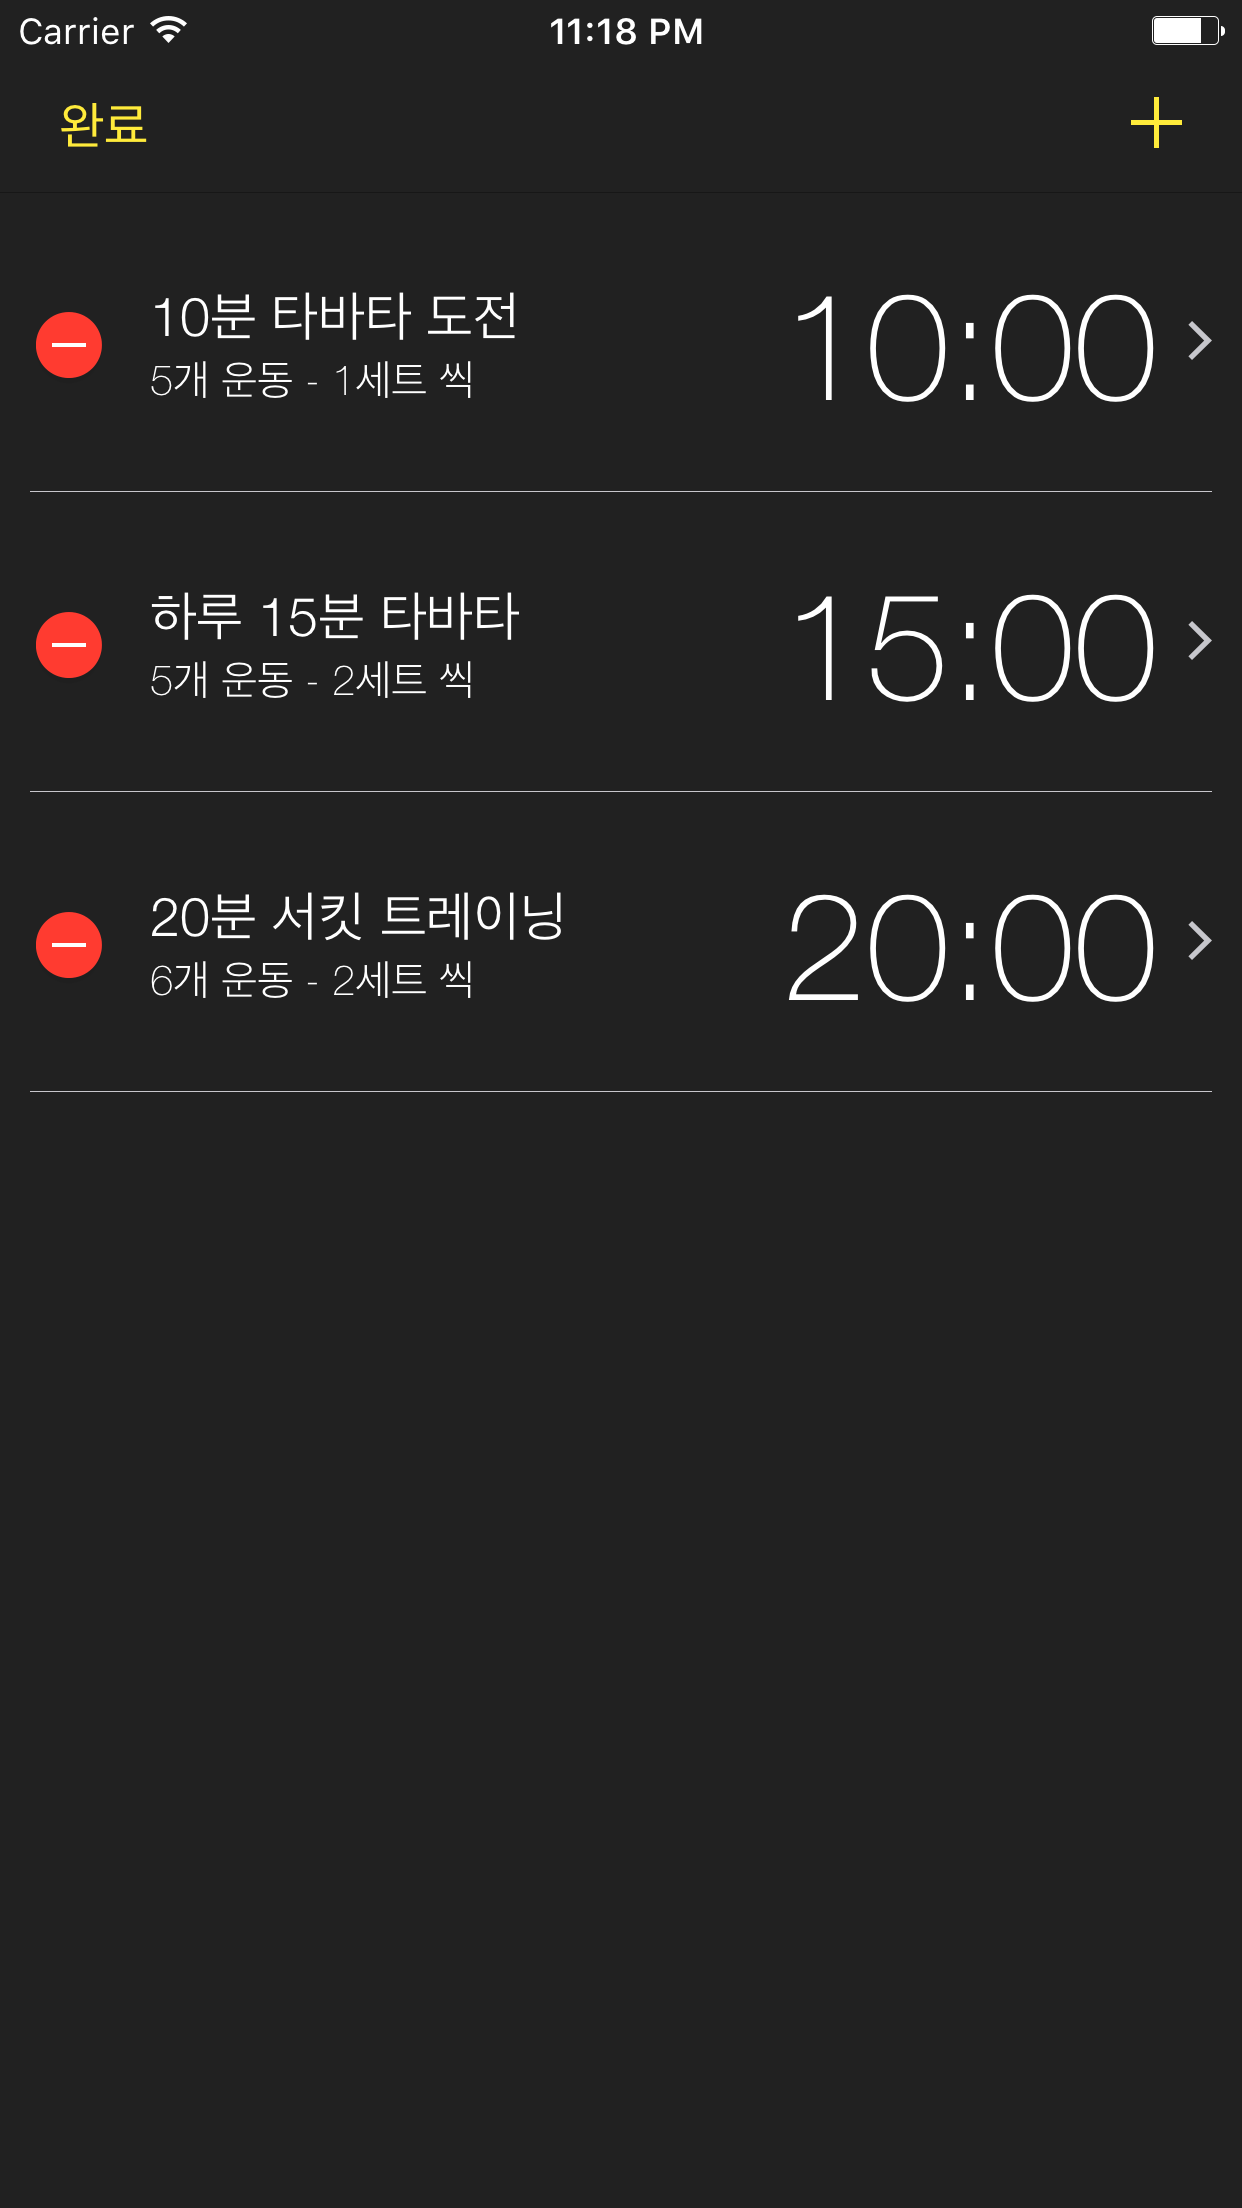 Carrier 11:18 PM
완료
10분 타바타 도전
5개 운동 - 1세트 씩
10:00
하루 15분 타바타
5개 운동 - 2세트 씩
15:00
20분 서킷 트레이닝
6개 운동 - 2세트 씩
20:00